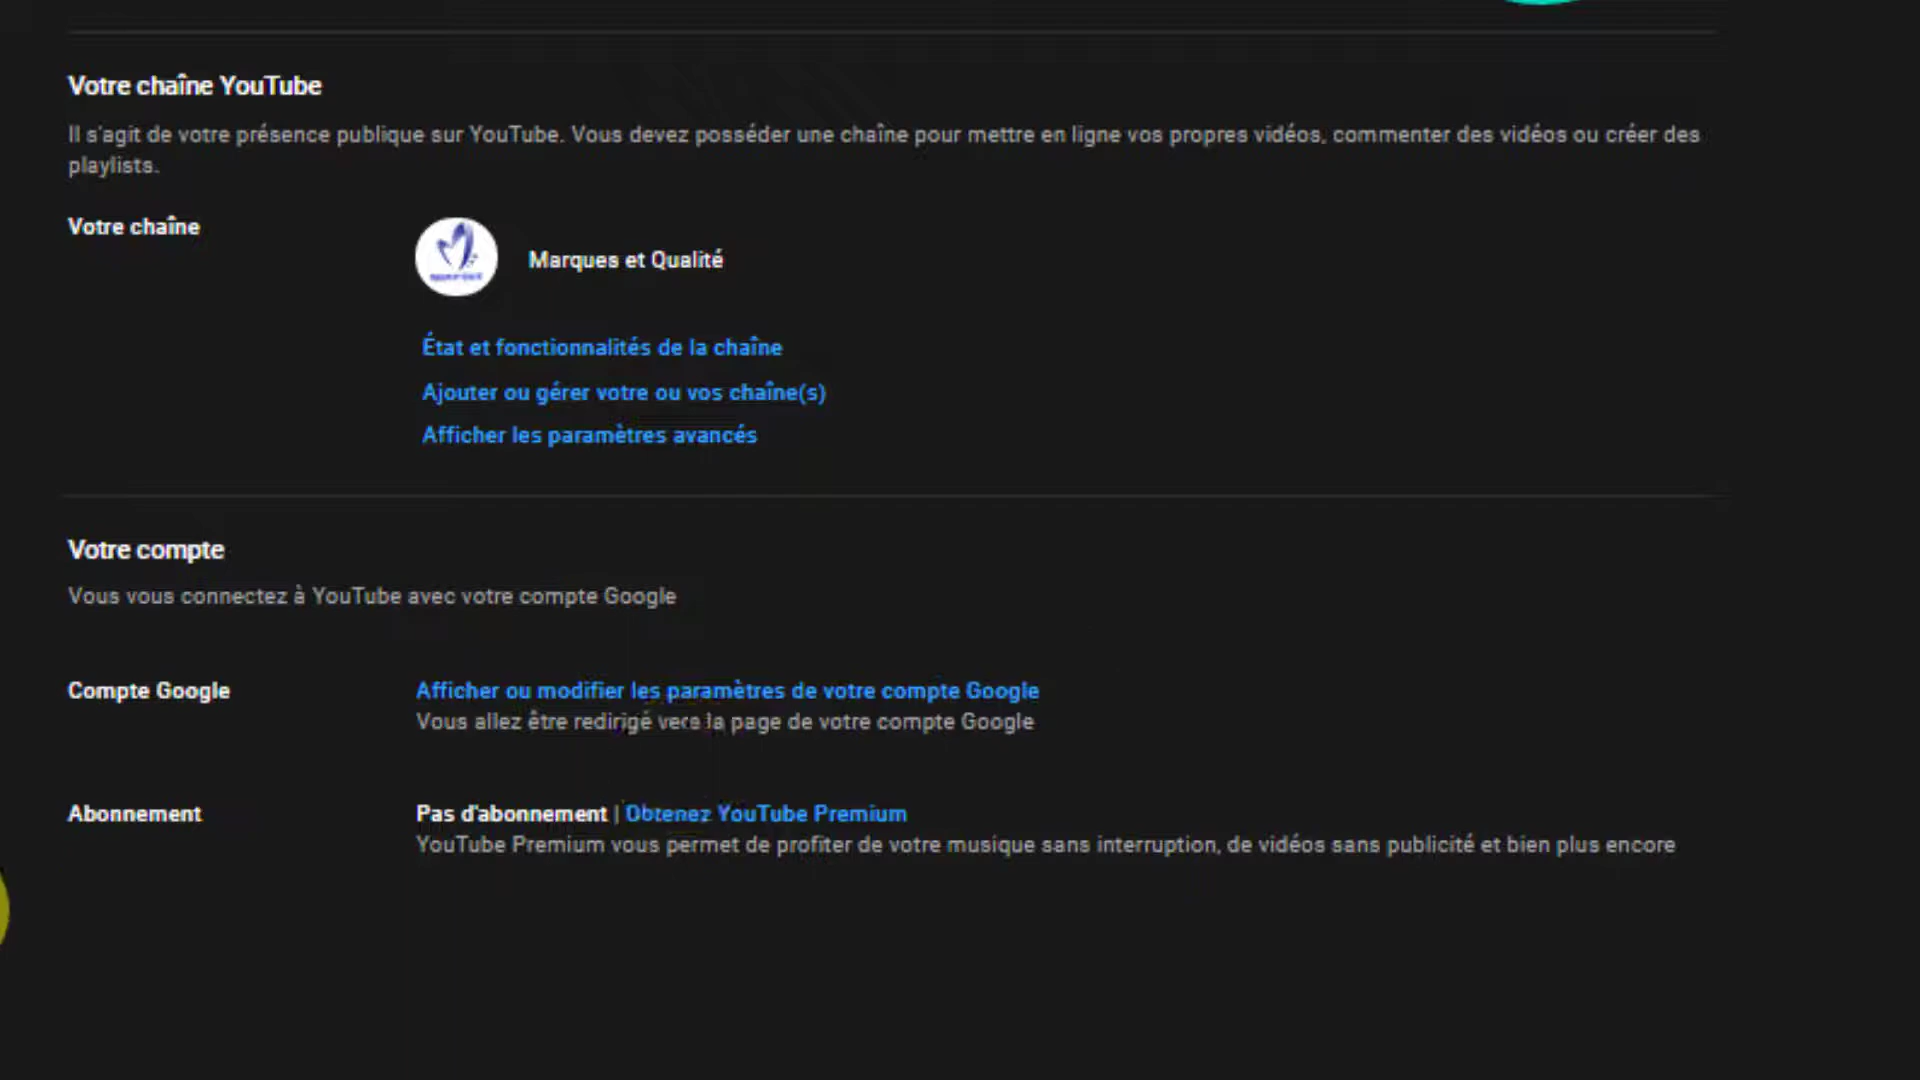 Votre chaîne YouTube
Il s'agit de votre présence publique sur YouTube. Vous devez posséder une chaîne pour mettre en ligne vos propres vidéos, commenter des vidéos ou créer des
playlists.
Votre chaîne
Marques et Qualité
État et fonctionnalités de la chaîne
Ajouter ou gérer votre ou vos chaîne(s)
Afficher les paramètres avancés
Votre compte
Vous vous connectez à YouTube avec votre compte Google
Compte Google
Afficher ou modifier les paramètres de votre compte Google
Vous allez être redirigé vers la page de votre compte Google
Abonnement
Pas d'abonnement | Obtenez YouTube Premium
YouTube Premium vous permet de profiter de votre musique sans interruption, de vidéos sans publicité et bien plus encore